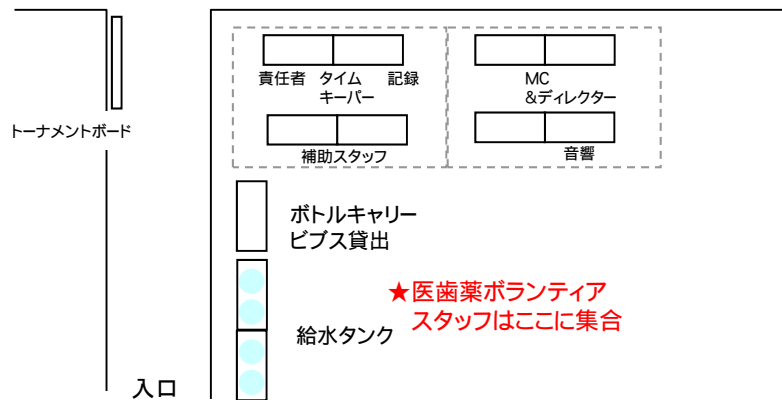 責任者 タイム 記録
キーパー
MC
&ディレクター
トーナメントボード
補助スタッフ
音響
ボトルキャリー
ビブス貸出
★医歯薬ボランティア
スタッフはここに集合
給水タンク
入口